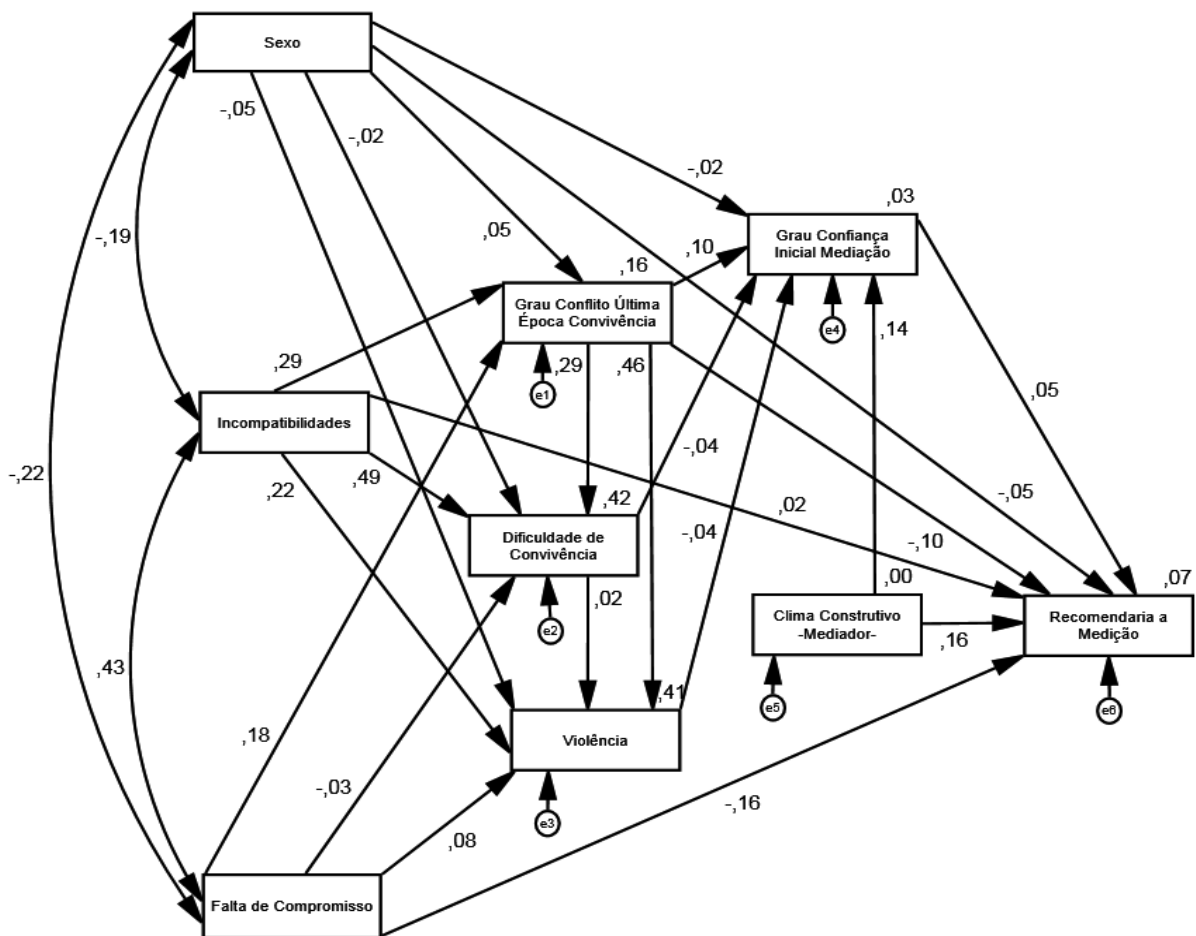 Sexo
-,05
-,02
-,02
,03
-,19
,05
Grau Confiança
Inicial Mediação
,16
,10
Grau Conflito Última
Época Convivência
e4
,14
,29
,29
,46
e1
,05
Incompatibilidades
-,22
,22
,49
-,04
,42
,02
-,05
Dificuldade de
Convivência
-,04
-,10
,00
,07
,02
Clima Construtivo
-Mediador-
Recomendaria a
Medição
e2
,16
,43
,41
e5
e6
,18
Violência
-,03
-,16
e3
,08
Falta de Compromisso